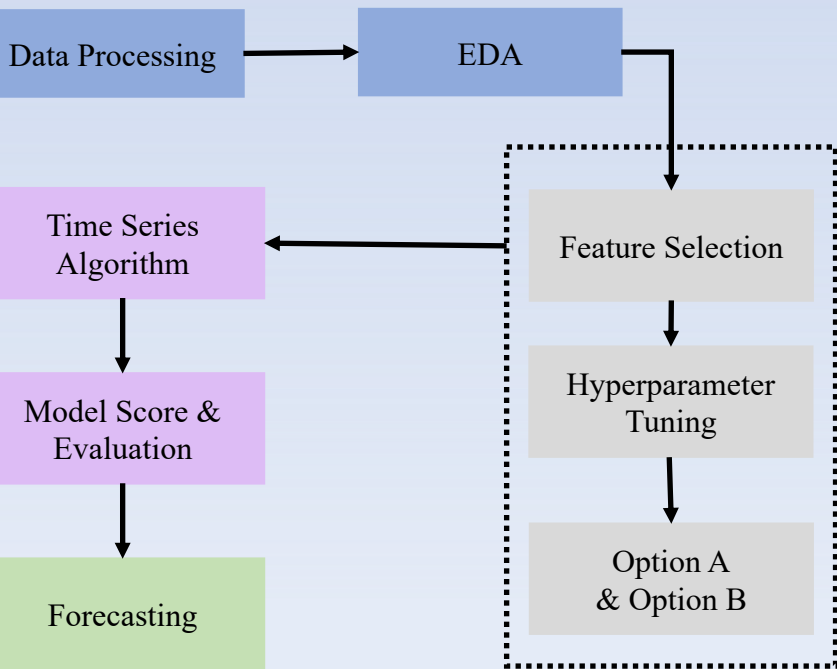 Data Processing
EDA
Feature Selection
Hyperparameter
Tuning
Option A
& Option B
Time Series
Algorithm
Model Score &
Evaluation
Forecasting